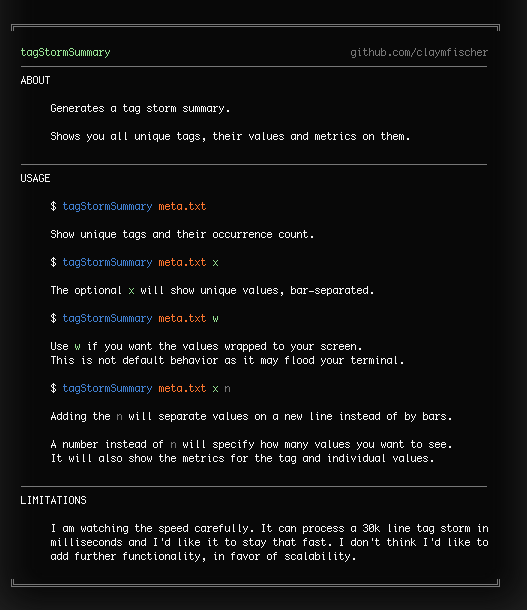 tagStormSummary github.com/claymfischer
ABOUT
Generates a tag storm summary.
Shows you all unique tags, their values and metrics on them.
USAGE
$ tagStormSummary meta.txt
Show unique tags and their occurrence count.
$ tagStormSummary meta.txt x
The optional x will show unique values, bar-separated.
$ tagStormSummary meta.txt w
Use w if you want the values wrapped to your screen.
This is not default behavior as it may flood your terminal.
$ tagStormSummary meta.txt x n
Adding the n will separate values on a new line instead of by bars.
A number instead of n will specify how many values you want to see.
It will also show the metrics for the tag and individual values.
LIMITATIONS
I am watching the speed carefully. It can process a 30k line tag storm in
milliseconds and I'd like it to stay that fast. I don't think I'd like to
add further functionality, in favor of scalability.